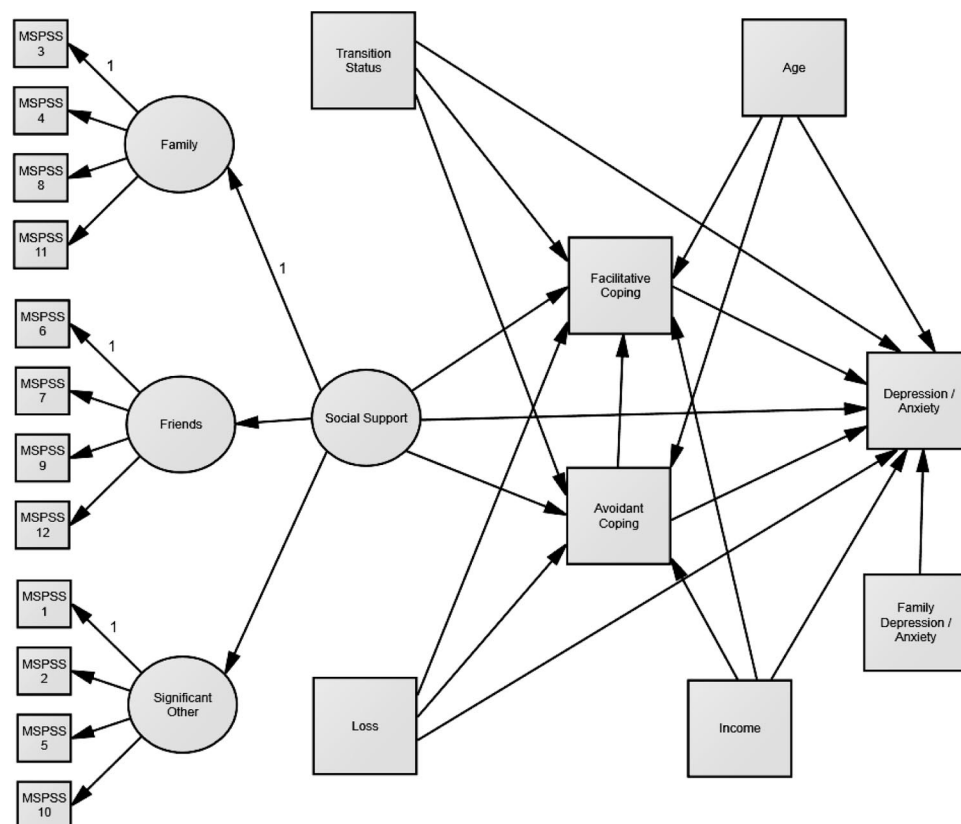 MSPSS
3
MSPSS
4
MSPSS
8
MSPSS
11
1
Family
1
MSPSS
6
MSPSS
7
MSPSS
9
MSPSS
12
1
Friends
MSPSS
1
MSPSS
2
MSPSS
5
MSPSS
10
1
Significant
Other
Social Support
Transition
Status
Age
Facilitative
Coping
Avoidant
Coping
Depression /
Anxiety
Family
Depression /
Anxiety
Loss
Income